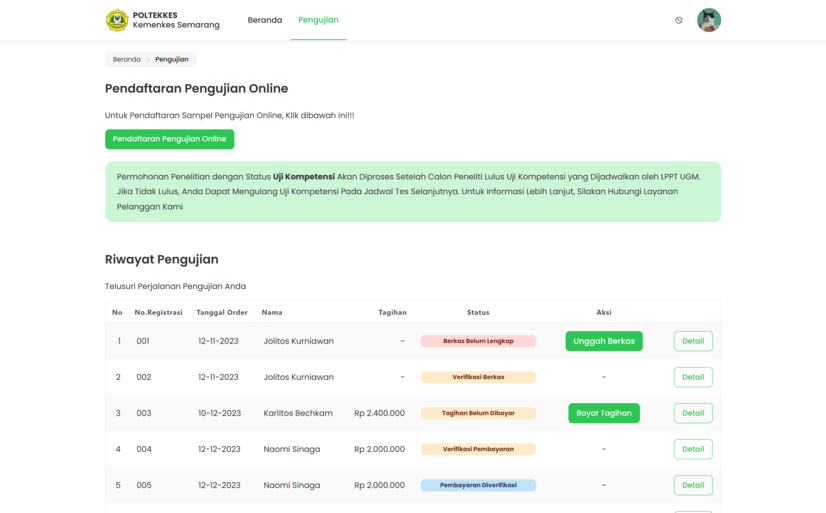 POLTEKKES
Kemenkes Semarang
Beranda
Pengujian
Beranda
Pengujian
Pendaftaran Pengujian Online
Untuk Pendaftaran Sampel Pengujian Online, Klik dibawah ini!!!
Pendaftaran Pengujian Online
Permohonan Penelitian dengan Status Uji Kompetensi Akan Diproses Setelah Calon Peneliti Lulus Uji Kompetensi yang Dijadwalkan oleh LPPT UGM.
Jika Tidak Lulus, Anda Dapat Mengulang Uji Kompetensi Pada Jadwal Tes Selanjutnya. Untuk Informasi Lebih Lanjut, Silakan Hubungi Layanan
Pelanggan Kami
Riwayat Pengujian
Telusuri Perjalanan Pengujian Anda
No No.Registrasi Tanggal Order Nama Tagihan Status Aksi
1 001 12-11-2023 Jolitos Kurniawan - Berkas Belum Lengkap Unggah Berkas Detail
2 002 12-11-2023 Jolitos Kurniawan - Verifikasi Berkas - Detail
3 003 10-12-2023 Karlitos Bechkam Rp 2.400.000 Tagihan Belum Dibayar Bayar Tagihan Detail
4 004 12-12-2023 Naomi Sinaga Rp 2.000.000 Verifikasi Pembayaran - Detail
5 005 12-12-2023 Naomi Sinaga Rp 2.000.000 Pembayaran Diverifikasi - Detail